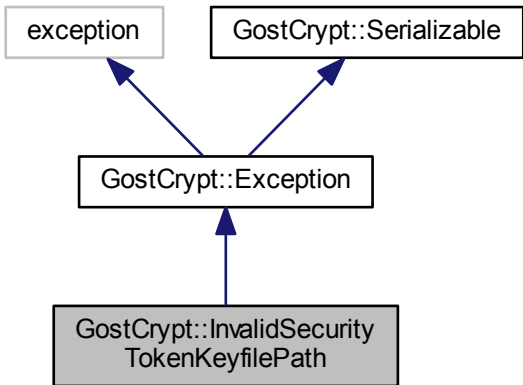 exception
GostCrypt::Serializable
GostCrypt::Exception
GostCrypt::InvalidSecurity
TokenKeyfilePath